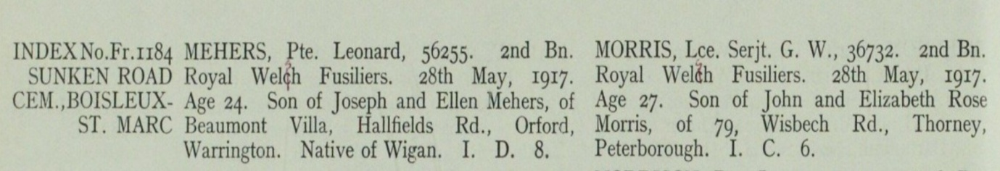 INDEX No.Fr.1184
SUNKEN ROAD
CEM.,BOISLEUX-
ST. MARC
MEHERS, Pte. Leonard, 56255. 2nd Bn.
Royal Welch Fusiliers. 28th May, 1917.
Age 24. Son of Joseph and Ellen Mehers, of
Beaumont Villa, Hallfields Rd., Orford,
Warrington. Native of Wigan. I. D. 8.
MORRIS, Lce. Serjt. G. W., 36732. 2nd Bn.
Royal Welch Fusiliers. 28th May, 1917.
Age 27. Son of John and Elizabeth Rose
Morris, of 79, Wisbech Rd., Thorney,
Peterborough. I. C. 6.